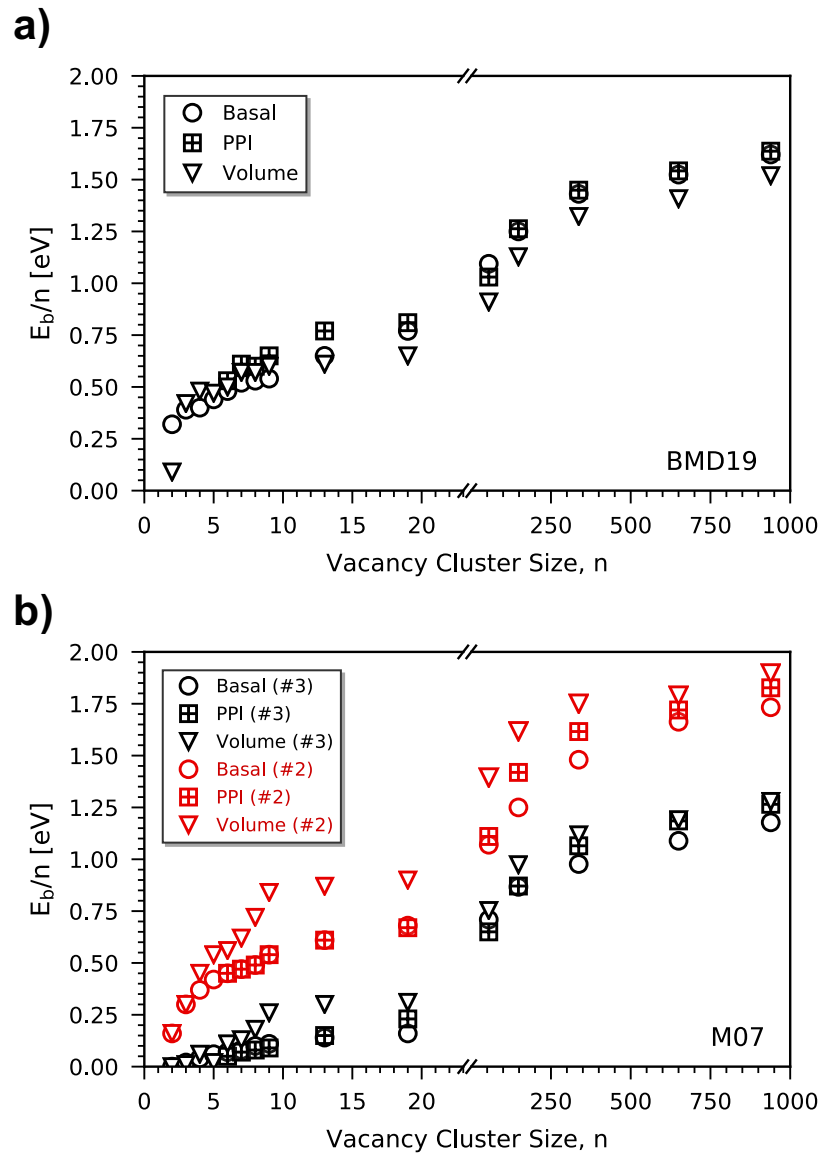 a)
2.00
1.75
1.50
1.25
1.00
0.75
0.50
0.25
0.00
E_b/n [eV]
Basal
PPI
Volume
BMD19
0 5 10 15 20 250 500 750 1000
Vacancy Cluster Size, n
b)
2.00
1.75
1.50
1.25
1.00
0.75
0.50
0.25
0.00
E_b/n [eV]
Basal (#3)
PPI (#3)
Volume (#3)
Basal (#2)
PPI (#2)
Volume (#2)
M07
0 5 10 15 20 250 500 750 1000
Vacancy Cluster Size, n